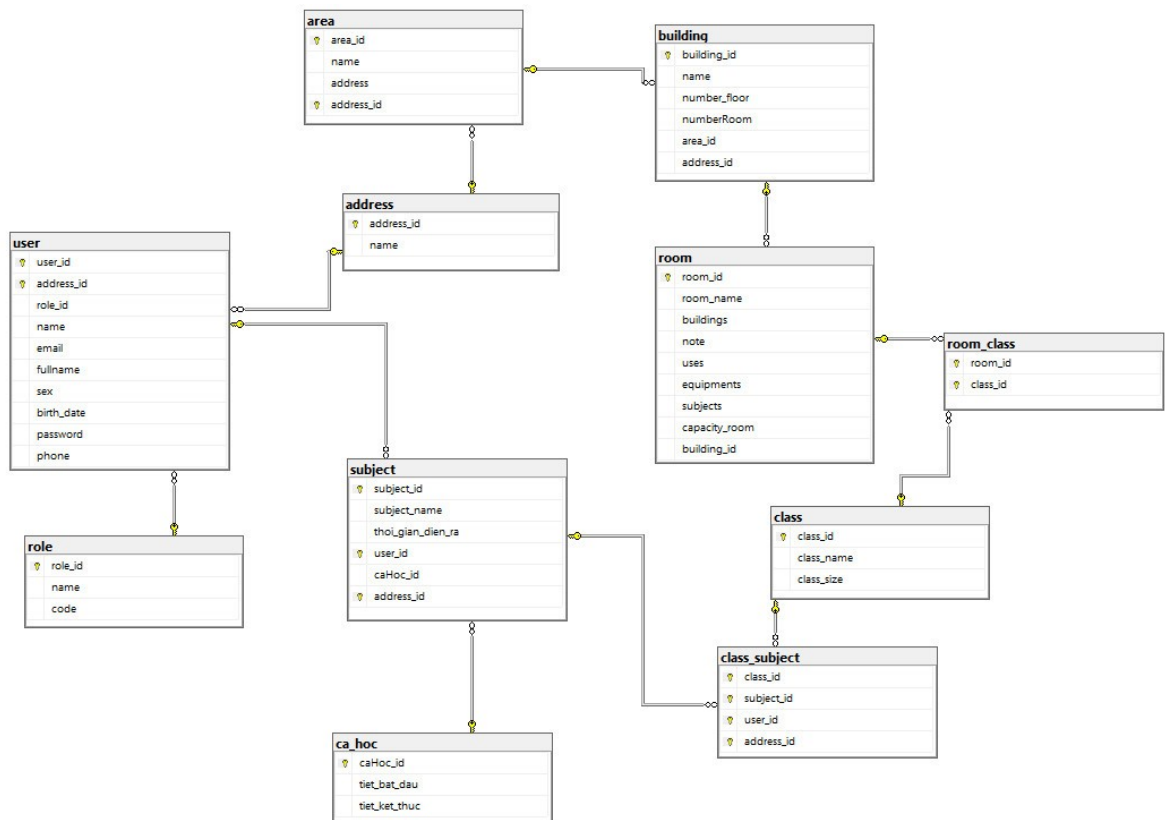 area
area_id
name
address
address_id
building
building_id
name
number_floor
numberRoom
area_id
address_id
address
address_id
name
user
user_id
address_id
role_id
name
email
fullname
sex
birth_date
password
phone
room
room_id
room_name
buildings
note
uses
equipments
subjects
capacity_room
building_id
room_class
room_id
class_id
subject
subject_id
subject_name
thoi_gian_dien_ra
user_id
caHoc_id
address_id
class
class_id
class_name
class_size
role
role_id
name
code
class_subject
class_id
subject_id
user_id
address_id
ca_hoc
caHoc_id
tiet_bat_dau
tiet_ket_thuc